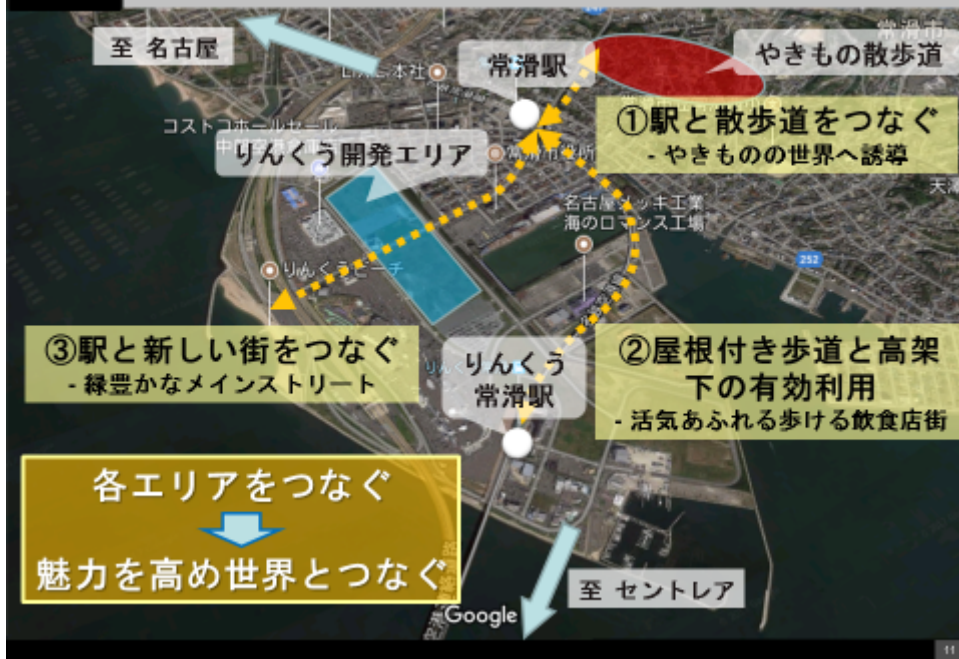 至 名古屋
常滑駅
常滑市
やきもの散歩道
①駅と散歩道をつなぐ
- やきものの世界へ誘導
コストコホールセール
りんくう開発エリア
名古屋メッキ工業
海のロマンス工場
252
りんくうビーチ
③駅と新しい街をつなぐ
- 緑豊かなメインストリート
りんくう
常滑駅
②屋根付き歩道と高架
下の有効利用
- 活気あふれる歩ける飲食店街
各エリアをつなぐ
魅力を高め世界とつなぐ
至 セントレア
Google
11